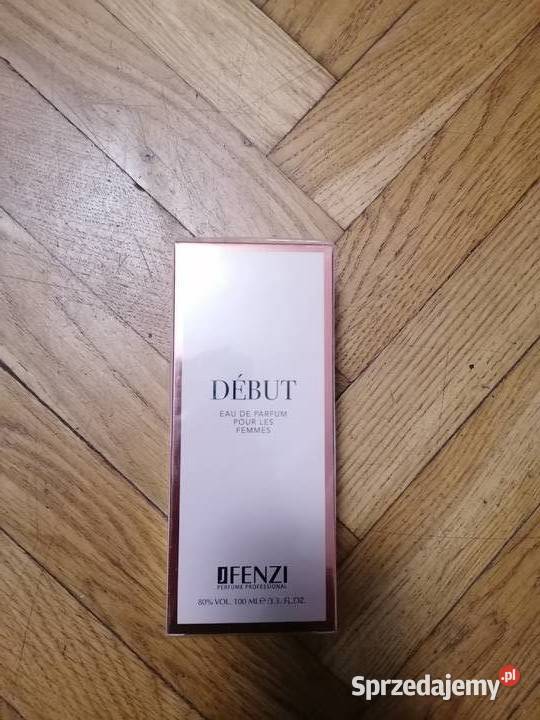 DÉBUT
EAU DE PARFUM
POUR LES
FEMMES
JFENZI
PERFUME PROFESSIONAL
80% VOL. 100 ML ℮ /3.3. FL.OZ.
Sprzedajemy.pl